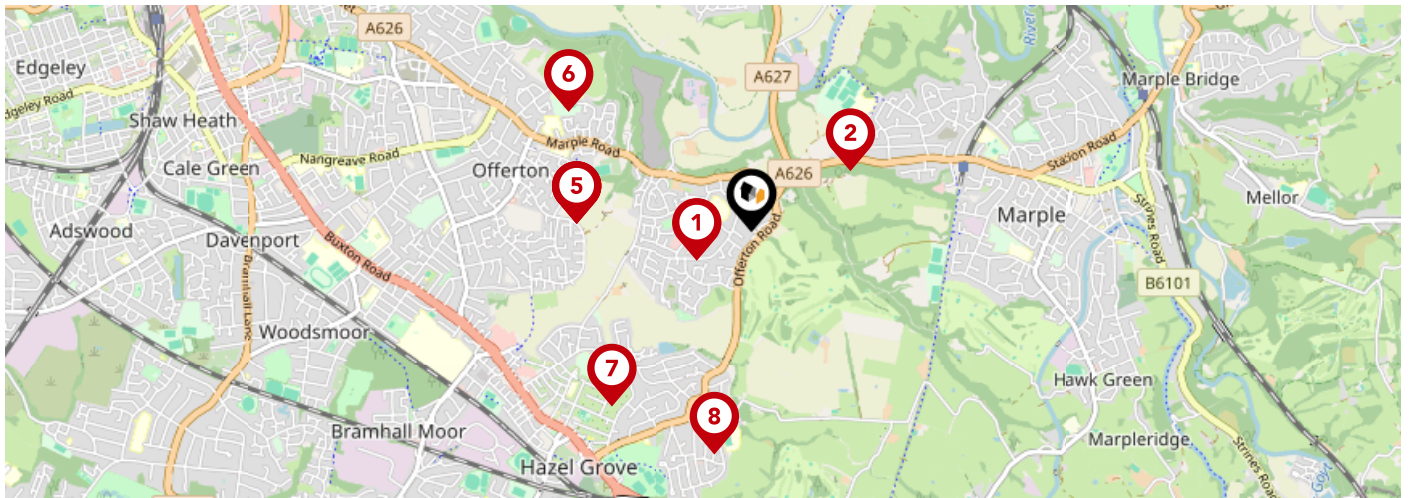 A626
Edgeley
6
A627
Marple Bridge
Shaw Heath
2
Marple Road
Station Road
Nangreave Road
Cale Green
Offerton
A626
5
Mellor
1
Marple
Adswood
Davenport
Buxton Road
Offerton Road
Strines Road
B6101
Bramhall Lane
Woodsmoor
7
Hawk Green
8
Bramhall Moor
Marpleridge
Hazel Grove
Strines Road
Goyt
River